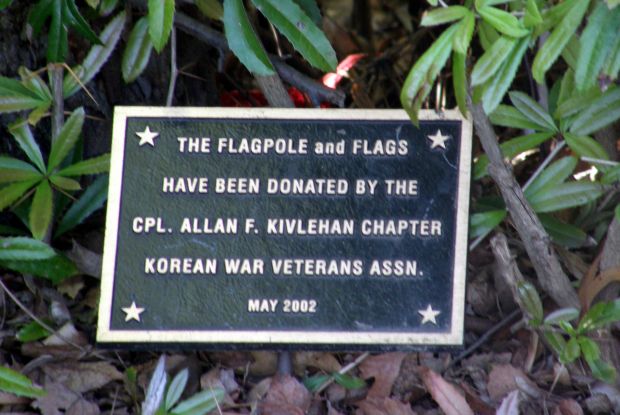 THE FLAGPOLE and FLAGS
HAVE BEEN DONATED BY THE
CPL. ALLAN F. KIVLEHAN CHAPTER
KOREAN WAR VETERANS ASSN.
MAY 2002